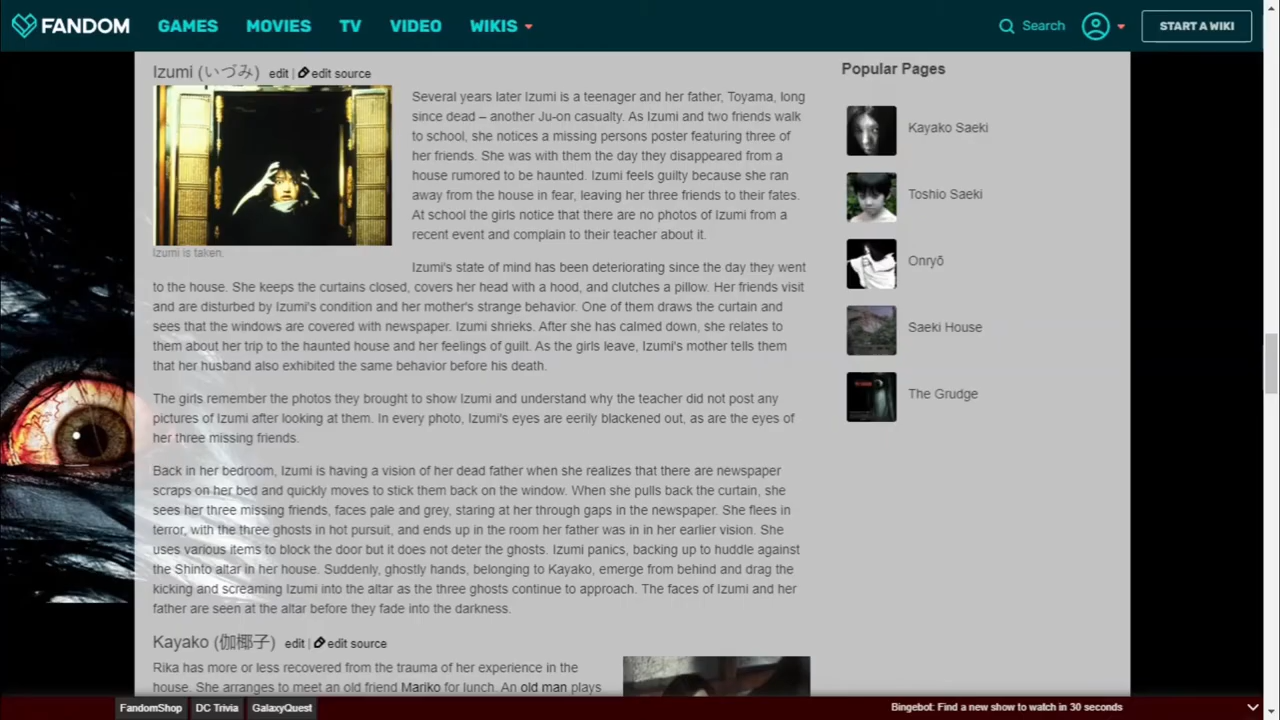 FANDOM GAMES MOVIES TV VIDEO WIKIS Search START A WIKI
Izumi (いづみ) edit | edit source
Izumi is taken.
Several years later Izumi is a teenager and her father, Toyama, long
since dead – another Ju-on casualty. As Izumi and two friends walk
to school, she notices a missing persons poster featuring three of
her friends. She was with them the day they disappeared from a
house rumored to be haunted. Izumi feels guilty because she ran
away from the house in fear, leaving her three friends to their fates.
At school the girls notice that there are no photos of Izumi from a
recent event and complain to their teacher about it.
Izumi's state of mind has been deteriorating since the day they went
to the house. She keeps the curtains closed, covers her head with a hood, and clutches a pillow. Her friends visit
and are disturbed by Izumi's condition and her mother's strange behavior. One of them draws the curtain and
sees that the windows are covered with newspaper. Izumi shrieks. After she has calmed down, she relates to
them about her trip to the haunted house and her feelings of guilt. As the girls leave, Izumi's mother tells them
that her husband also exhibited the same behavior before his death.
The girls remember the photos they brought to show Izumi and understand why the teacher did not post any
pictures of Izumi after looking at them. In every photo, Izumi's eyes are eerily blackened out, as are the eyes of
her three missing friends.
Back in her bedroom, Izumi is having a vision of her dead father when she realizes that there are newspaper
scraps on her bed and quickly moves to stick them back on the window. When she pulls back the curtain, she
sees her three missing friends, faces pale and grey, staring at her through gaps in the newspaper. She flees in
terror, with the three ghosts in hot pursuit, and ends up in the room her father was in in her earlier vision. She
uses various items to block the door but it does not deter the ghosts. Izumi panics, backing up to huddle against
the Shinto altar in her house. Suddenly, ghostly hands, belonging to Kayako, emerge from behind and drag the
kicking and screaming Izumi into the altar as the three ghosts continue to approach. The faces of Izumi and her
father are seen at the altar before they fade into the darkness.
Kayako (伽椰子) edit | edit source
Rika has more or less recovered from the trauma of her experience in the
house. She arranges to meet an old friend Mariko for lunch. An old man plays
Popular Pages
Kayako Saeki
Toshio Saeki
Onryō
Saeki House
The Grudge
FandomShop DC Trivia GalaxyQuest Bingebot: Find a new show to watch in 30 seconds